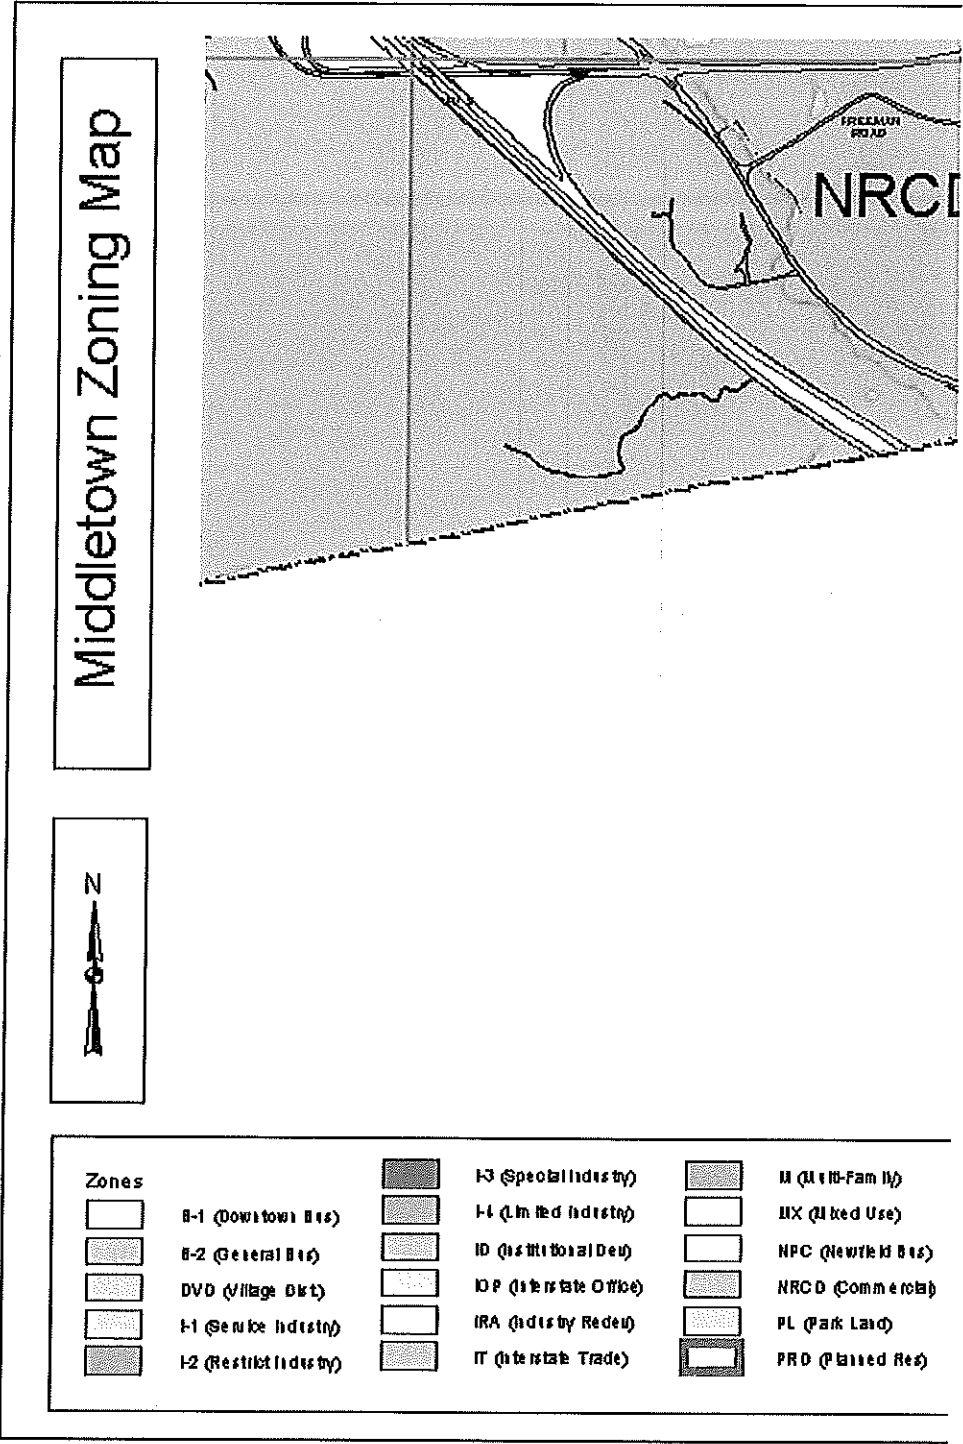 Middletown Zoning Map
FREEMAN
ROAD
NRCD
N
Zones
B-1 (Downtown Bus)
B-2 (General Bus)
DVD (Village Dist.)
I-1 (Service Industry)
I-2 (Restrict Industry)
I-3 (Special Industry)
I-4 (Limited Industry)
ID (Institutional Dev)
IOP (Interstate Office)
IRA (Industry Redev)
IT (Interstate Trade)
M (Multi-Family)
MX (Mixed Use)
NPC (Newfield Bus)
NRCD (Commercial)
PL (Park Land)
PRD (Planned Res)